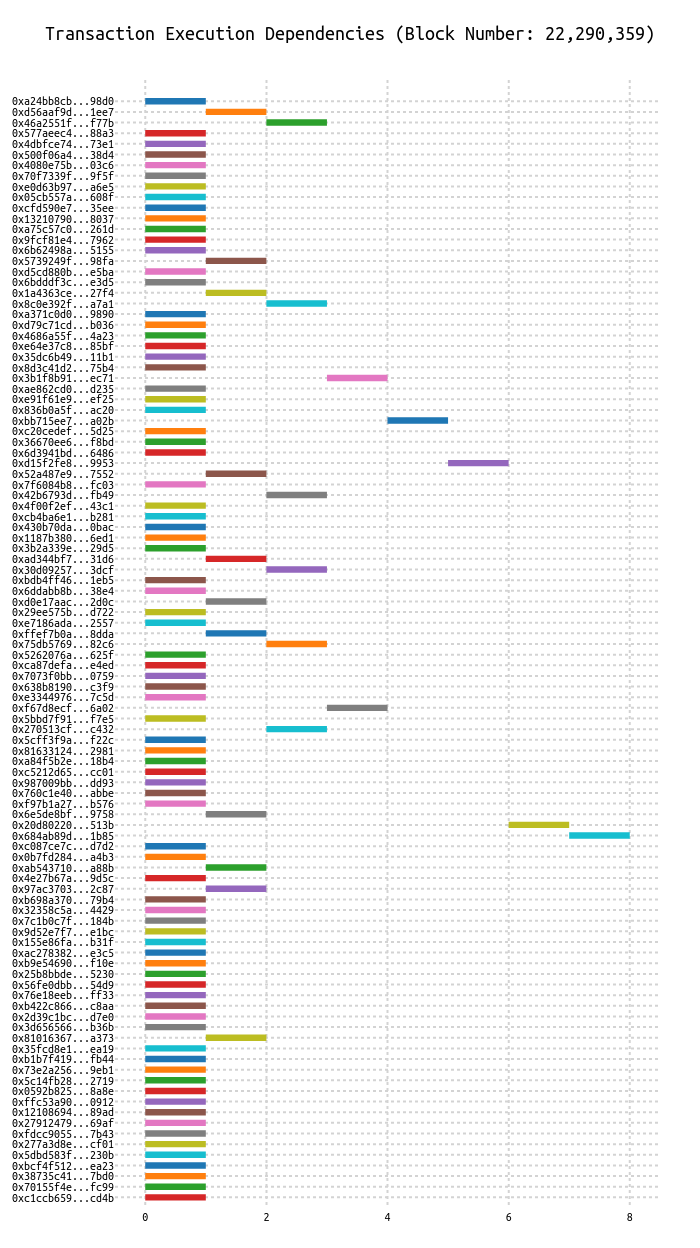 Transaction Execution Dependencies (Block Number: 22,290,359)
0xa24bb8cb...98d0
0xd56aaf9d...1ee7
0x46a2551f...f77b
0x577aeec4...88a3
0x4dbfce74...73e1
0x500f06a4...38d4
0x4080e75b...03c6
0x70f7339f...9f5f
0xe0d63b97...a6e5
0x05cb557a...608f
0xcfd590e7...35ee
0x13210790...8037
0xa75c57c0...261d
0x9fcf81e4...7962
0x6b62498a...5155
0x5739249f...98fa
0xd5cd880b...e5ba
0x6bdddf3c...e3d5
0x1a4363ce...27f4
0x8c0e392f...a7a1
0xa371c0d0...9890
0xd79c71cd...b036
0x4686a55f...4a23
0xe64e37c8...85bf
0x35dc6b49...11b1
0x8d3c41d2...75b4
0x3b1f8b91...ec71
0xae862cd0...d235
0xe91f61e9...ef25
0x836b0a5f...ac20
0xbb715ee7...a02b
0xc20cedef...5d25
0x36670ee6...f8bd
0x6d3941bd...6486
0xd15f2fe8...9953
0x52a487e9...7552
0x7f6084b8...fc03
0x42b6793d...fb49
0x4f00f2ef...43c1
0xcb4ba6e1...b281
0x430b70da...0bac
0x1187b380...6ed1
0x3b2a339e...29d5
0xad344bf7...31d6
0x30d09257...3dcf
0xbdb4ff46...1eb5
0x6ddabb8b...38e4
0xd0e17aac...2d0c
0x29ee575b...d722
0xe7186ada...2557
0xffef7b0a...8dda
0x75db5769...82c6
0x5262076a...625f
0xca87defa...e4ed
0x7073f0bb...0759
0x638b8190...c3f9
0xe3344976...7c5d
0xf67d8ecf...6a02
0x5bbd7f91...f7e5
0x270513cf...c432
0x5cff3f9a...f22c
0x81633124...2981
0xa84f5b2e...18b4
0xc5212d65...cc01
0x987009bb...dd93
0x760c1e40...abbe
0xf97b1a27...b576
0x6e5de8bf...9758
0x20d80220...513b
0x684ab89d...1b85
0xc087ce7c...d7d2
0x0b7fd284...a4b3
0xab543710...a88b
0x4e27b67a...9d5c
0x97ac3703...2c87
0xb698a370...79b4
0x32358c5a...4429
0x7c1b0c7f...184b
0x9d52e7f7...e1bc
0x155e86fa...b31f
0xac278382...e3c5
0xb9e54690...f10e
0x25b8bbde...5230
0x56fe0dbb...54d9
0x76e18eeb...ff33
0xb422c866...c8aa
0x2d39c1bc...d7e0
0x3d656566...b36b
0x81016367...a373
0x35fcd8e1...ea19
0xb1b7f419...fb44
0x73e2a256...9eb1
0x5c14fb28...2719
0x0592b825...8a8e
0xffc53a90...0912
0x12108694...89ad
0x27912479...69af
0xfdcc9055...7b43
0x277a3d8e...cf01
0x5dbd583f...230b
0xbcf4f512...ea23
0x38735c41...7bd0
0x70155f4e...fc99
0xc1ccb659...cd4b
0 2 4 6 8